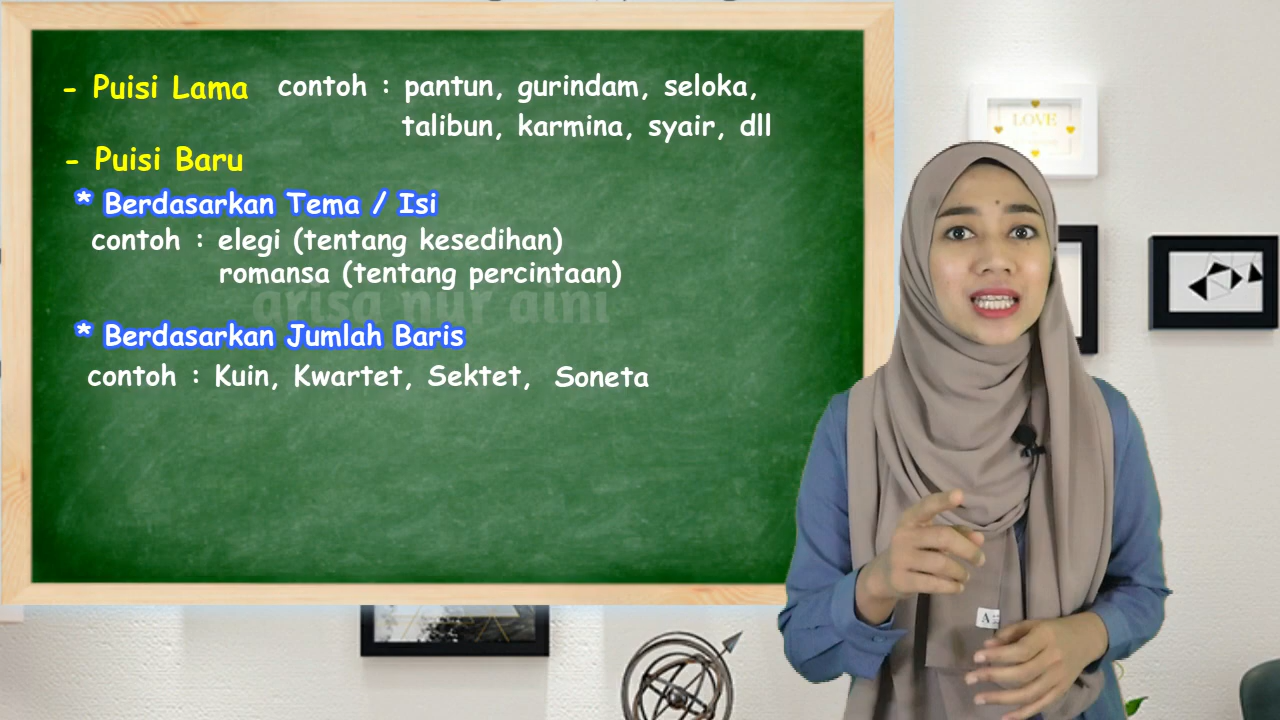 - Puisi Lama contoh : pantun, gurindam, seloka,
talibun, karmina, syair, dll
- Puisi Baru
* Berdasarkan Tema / Isi
contoh : elegi (tentang kesedihan)
romansa (tentang percintaan)
arisa nur aini
* Berdasarkan Jumlah Baris
contoh : Kuin, Kwartet, Sektet, Soneta
LOVE
A